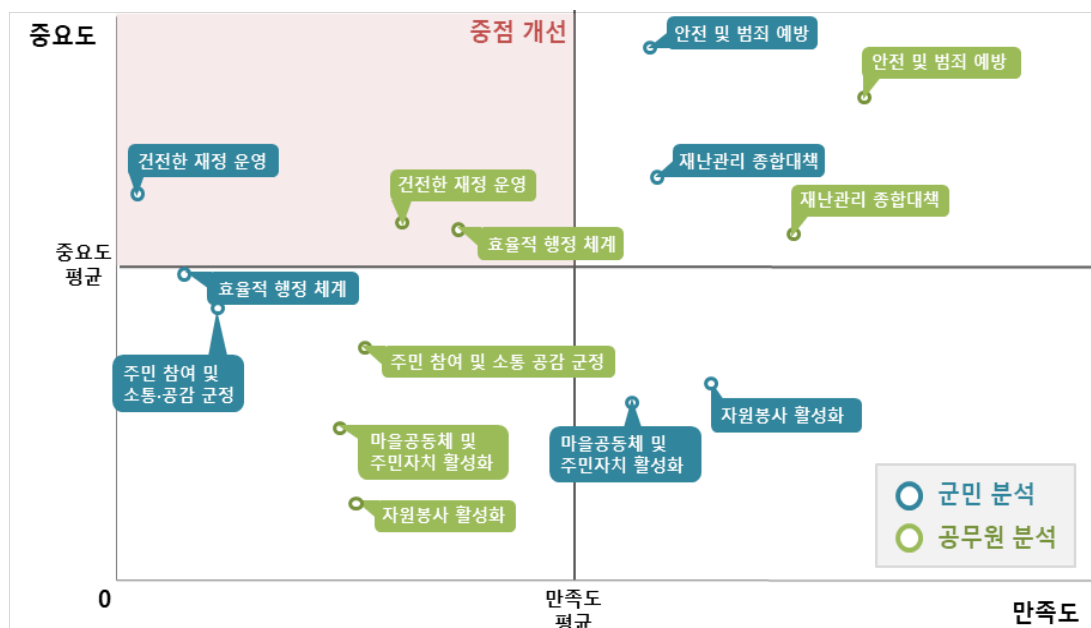 중요도
중점 개선
안전 및 범죄 예방
안전 및 범죄 예방
건전한 재정 운영
재난관리 종합대책
건전한 재정 운영
재난관리 종합대책
효율적 행정 체계
중요도
평균
효율적 행정 체계
주민 참여 및
소통·공감 군정
주민 참여 및 소통 공감 군정
자원봉사 활성화
마을공동체 및
주민자치 활성화
마을공동체 및
주민자치 활성화
자원봉사 활성화
군민 분석
공무원 분석
0
만족도
평균
만족도